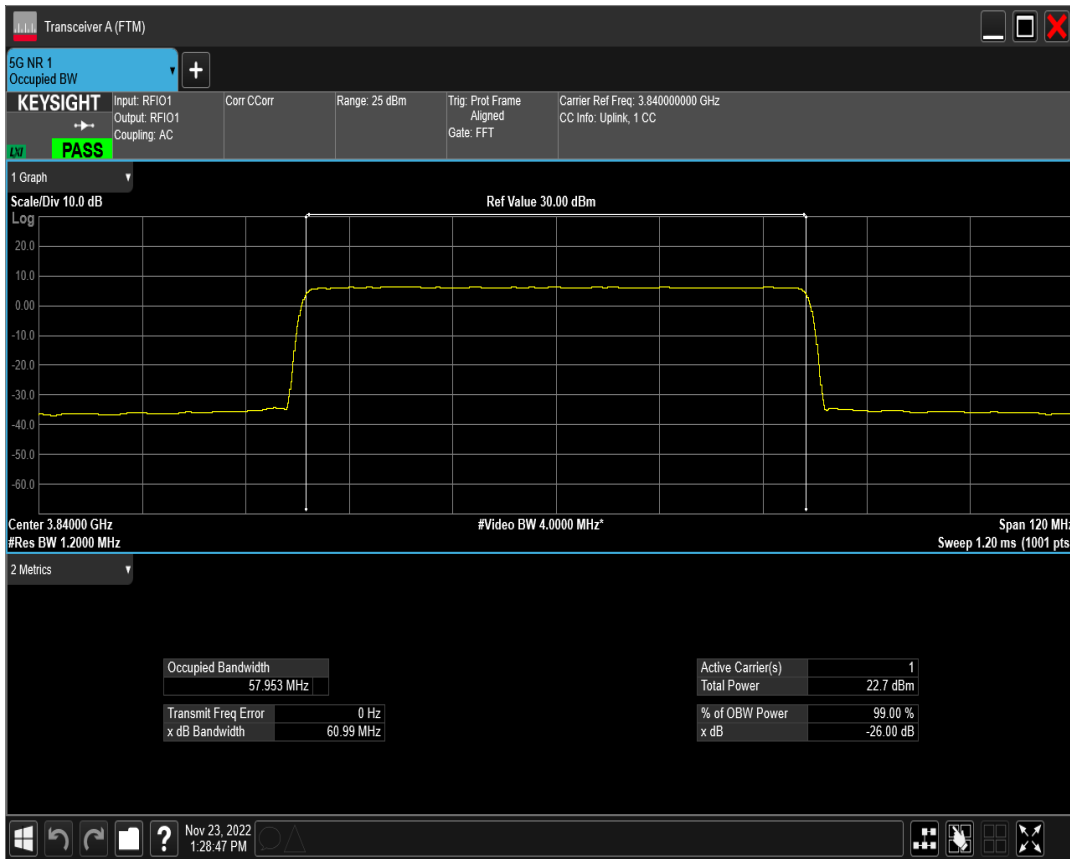 Transceiver A (FTM)
5G NR 1
Occupied BW
+
KEYSIGHT
LXI
PASS
Input: RFIO1
Output: RFIO1
Coupling: AC
Corr CCorr
Range: 25 dBm
Trig: Prot Frame
Aligned
Gate: FFT
Carrier Ref Freq: 3.840000000 GHz
CC Info: Uplink, 1 CC
1 Graph
Scale/Div 10.0 dB
Ref Value 30.00 dBm
Log
20.0
10.0
0.00
-10.0
-20.0
-30.0
-40.0
-50.0
-60.0
Center 3.84000 GHz
#Video BW 4.0000 MHz*
Span 120 MHz
#Res BW 1.2000 MHz
Sweep 1.20 ms (1001 pts
2 Metrics
Occupied Bandwidth
57.953 MHz
Transmit Freq Error 0 Hz
x dB Bandwidth 60.99 MHz
Active Carrier(s) 1
Total Power 22.7 dBm
% of OBW Power 99.00 %
x dB -26.00 dB
?
Nov 23, 2022
1:28:47 PM